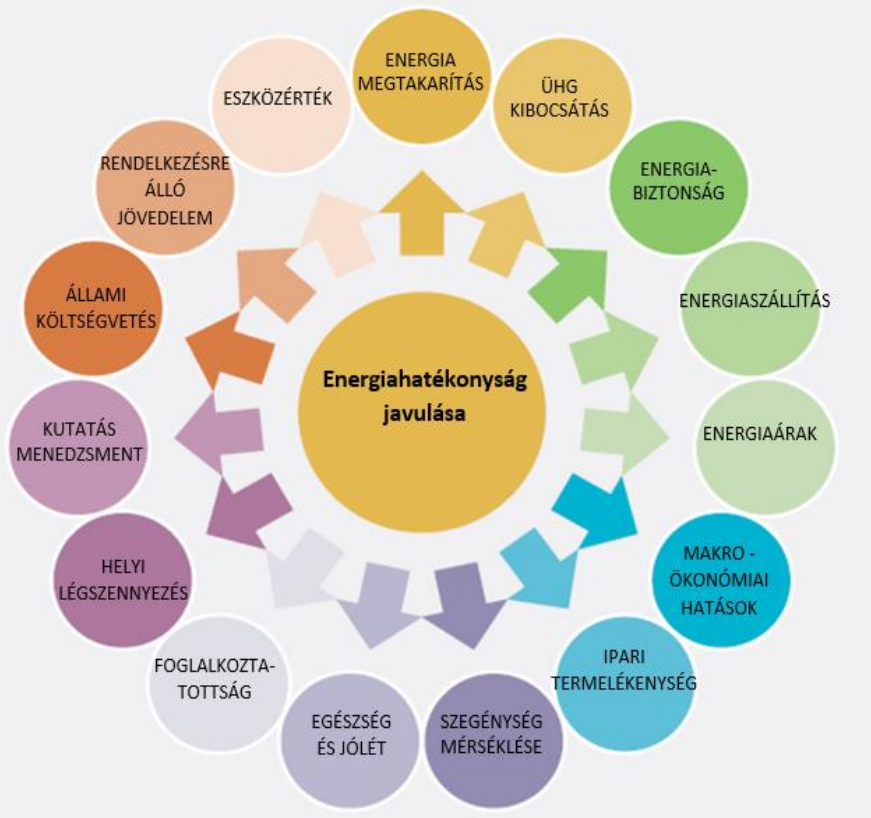 ENERGIA
MEGTAKARÍTÁS
ÜHG
KIBOCSÁTÁS
ENERGIA-
BIZTONSÁG
ENERGIASZÁLLÍTÁS
ENERGIAÁRAK
MAKRO -
ÖKONÓMIAI
HATÁSOK
IPARI
TERMELÉKENYSÉG
SZEGÉNYSÉG
MÉRSÉKLÉSE
EGÉSZSÉG
ÉS JÓLÉT
FOGLALKOZTA-
TOTTSÁG
HELYI
LÉGSZENNYEZÉS
KUTATÁS
MENEDZSMENT
ÁLLAMI
KÖLTSÉGVETÉS
RENDELKEZÉSRE
ÁLLÓ
JÖVEDELEM
ESZKÖZÉRTÉK
Energiahatékonyság
javulása